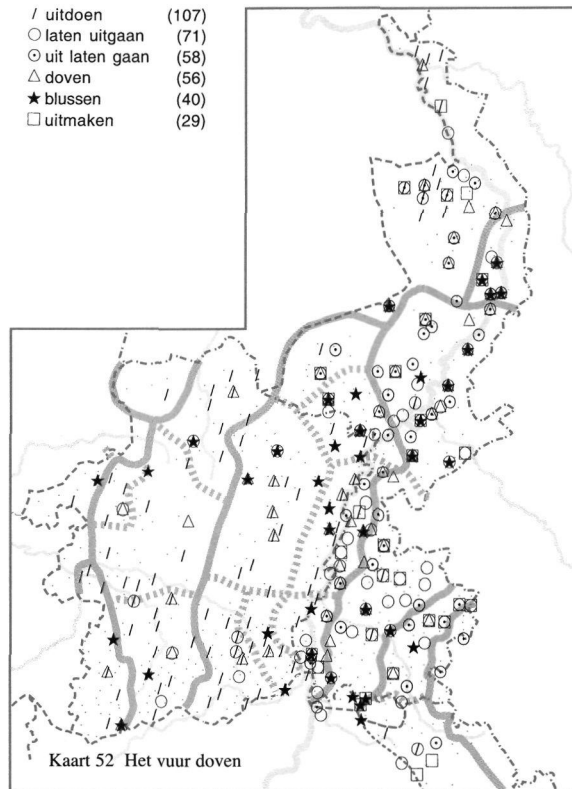 / uitdoen (107)
○ laten uitgaan (71)
⊙ uit laten gaan (58)
△ doven (56)
★ blussen (40)
□ uitmaken (29)
Kaart 52 Het vuur doven